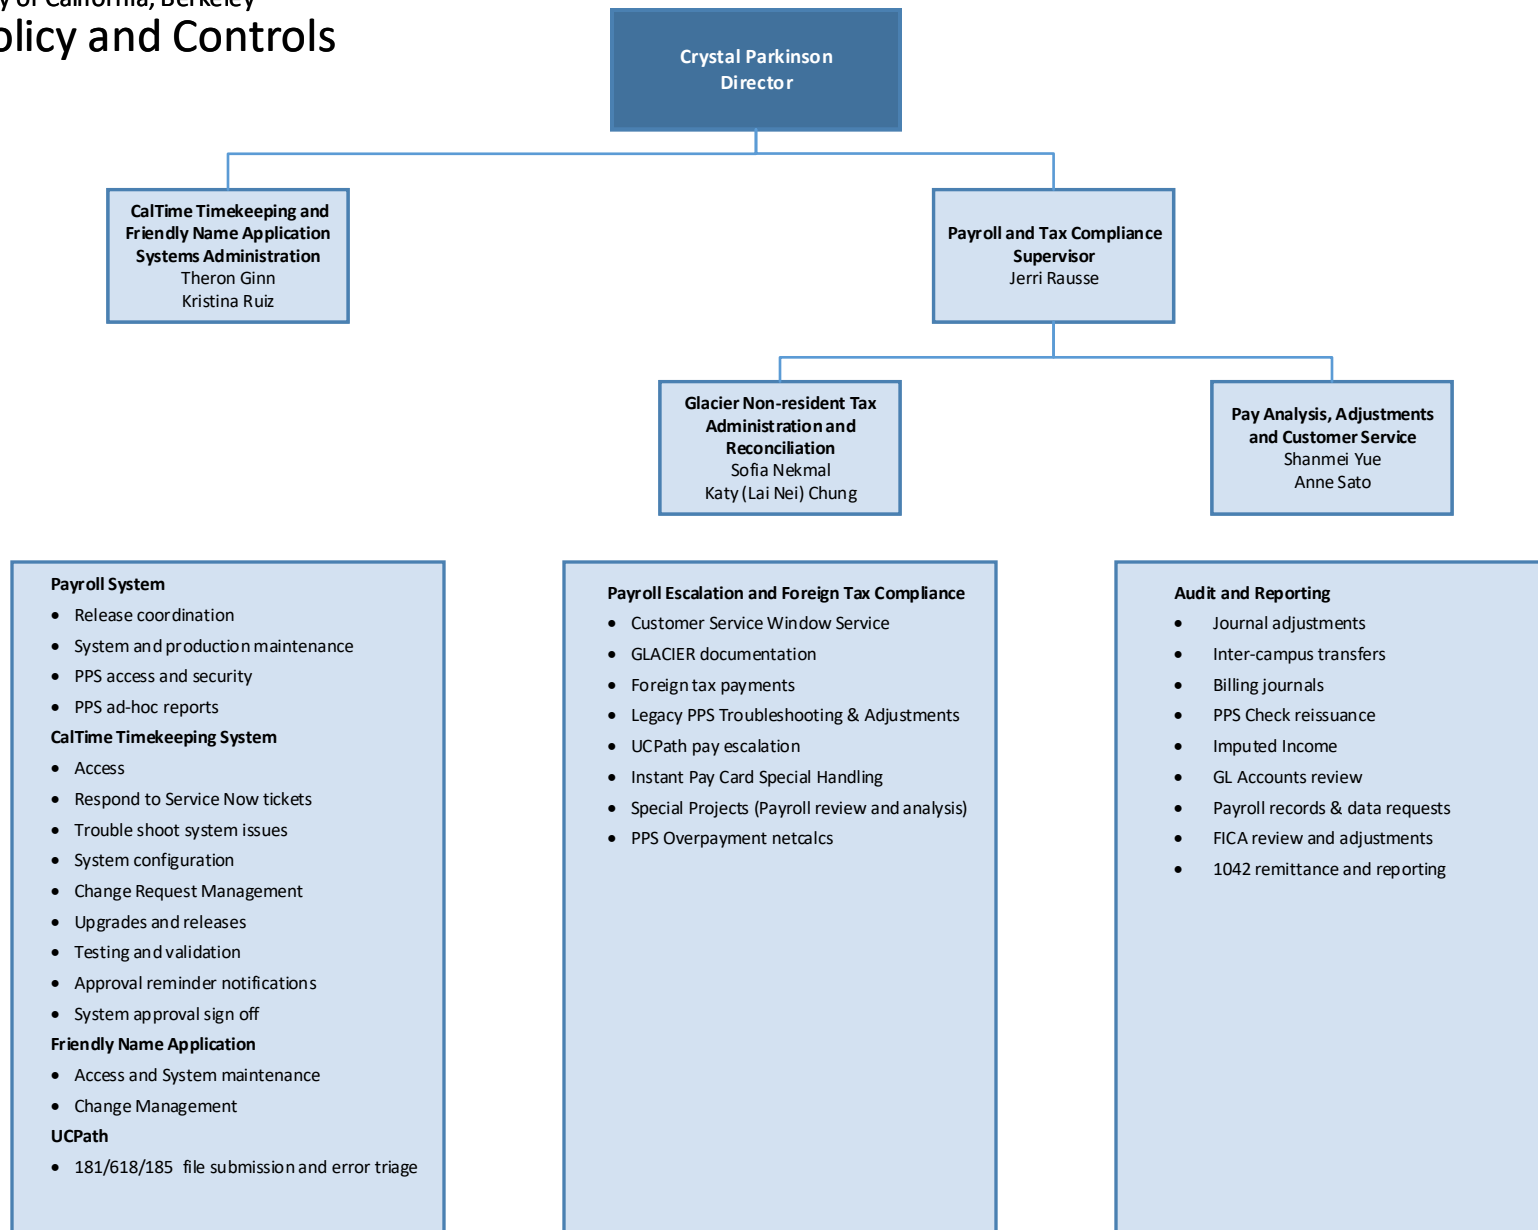 of California, Berkeley
and Controls
Crystal Parkinson
Director
CalTime Timekeeping and
Friendly Name Application
Systems Administration
Theron Ginn
Kristina Ruiz
Payroll and Tax Compliance
Supervisor
Jerri Rausse
Glacier Non-resident Tax
Administration and
Reconciliation
Sofia Nekmal
Katy (Lai Nei) Chung
Pay Analysis, Adjustments
and Customer Service
Shanmei Yue
Anne Sato
Payroll System
• Release coordination
• System and production maintenance
• PPS access and security
• PPS ad-hoc reports
CalTime Timekeeping System
• Access
• Respond to Service Now tickets
• Trouble shoot system issues
• System configuration
• Change Request Management
• Upgrades and releases
• Testing and validation
• Approval reminder notifications
• System approval sign off
Friendly Name Application
• Access and System maintenance
• Change Management
UCPath
• 181/618/185 file submission and error triage
Payroll Escalation and Foreign Tax Compliance
• Customer Service Window Service
• GLACIER documentation
• Foreign tax payments
• Legacy PPS Troubleshooting & Adjustments
• UCPath pay escalation
• Instant Pay Card Special Handling
• Special Projects (Payroll review and analysis)
• PPS Overpayment netcalcs
Audit and Reporting
• Journal adjustments
• Inter-campus transfers
• Billing journals
• PPS Check reissuance
• Imputed Income
• GL Accounts review
• Payroll records & data requests
• FICA review and adjustments
• 1042 remittance and reporting